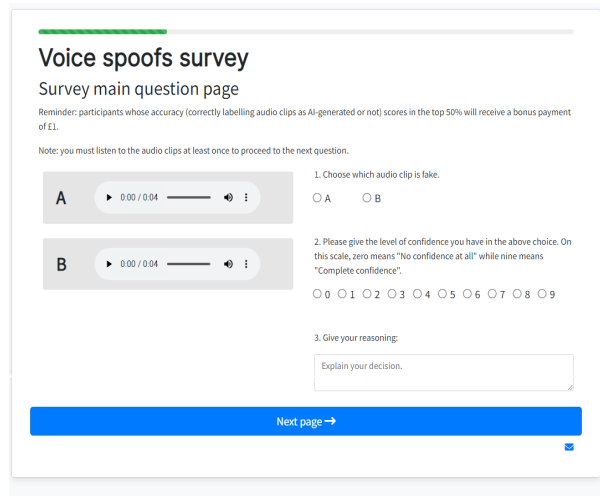 Voice spoofs survey
Survey main question page
Reminder: participants whose accuracy (correctly labelling audio clips as AI-generated or not) scores in the top 50% will receive a bonus payment
of £1.
Note: you must listen to the audio clips at least once to proceed to the next question.
A
0:00 / 0:04
B
0:00 / 0:04
1. Choose which audio clip is fake.
A
B
2. Please give the level of confidence you have in the above choice. On
this scale, zero means "No confidence at all" while nine means
"Complete confidence".
0 1 2 3 4 5 6 7 8 9
3. Give your reasoning:
Explain your decision.
Next page →